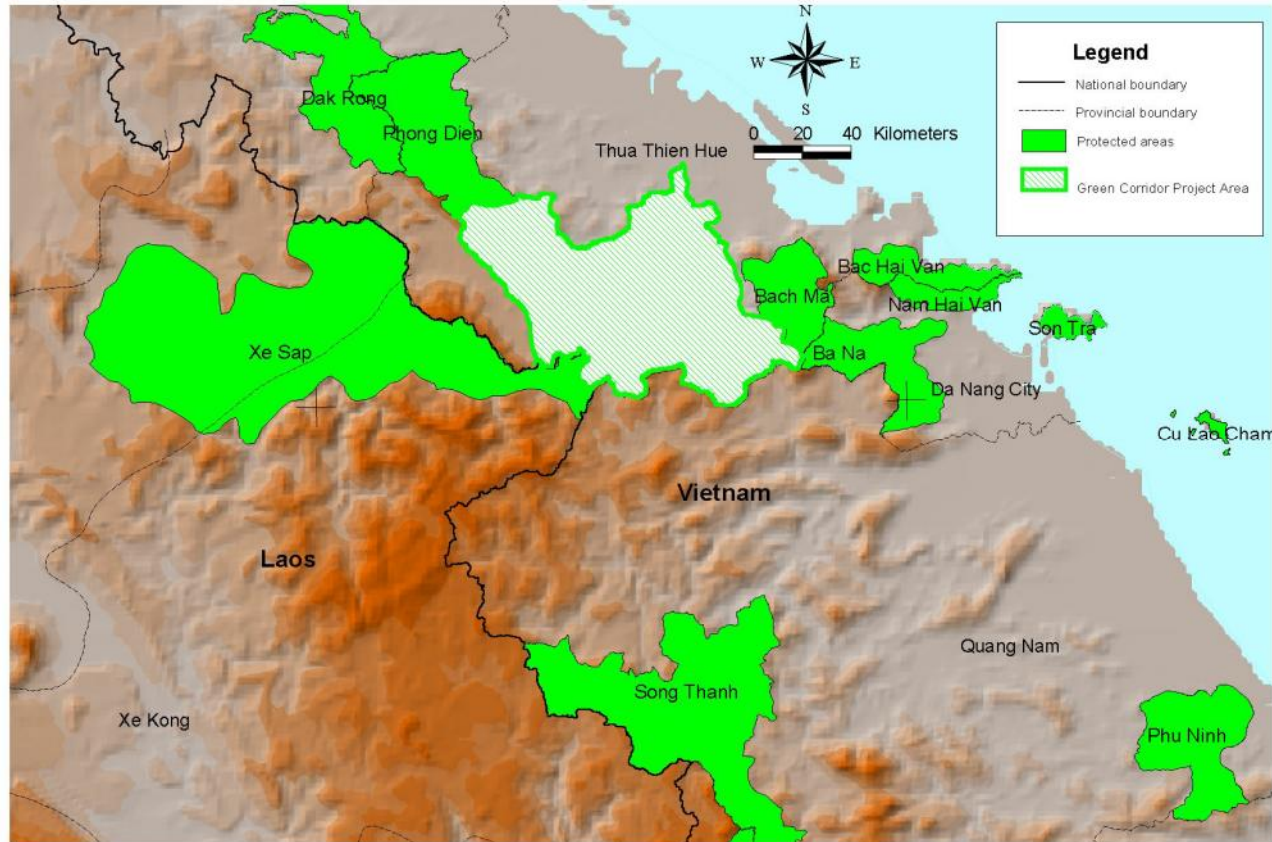 N
W E
S
0 20 40 Kilometers
Legend
National boundary
Provincial boundary
Protected areas
Green Corridor Project Area
Dak Rong
Phong Dien
Thua Thien Hue
Bach Ma
Bac Hai Van
Nam Hai Van
Son Tra
Xe Sap
Ba Na
Da Nang City
Cu Lao Cham
Vietnam
Laos
Quang Nam
Song Thanh
Xe Kong
Phu Ninh